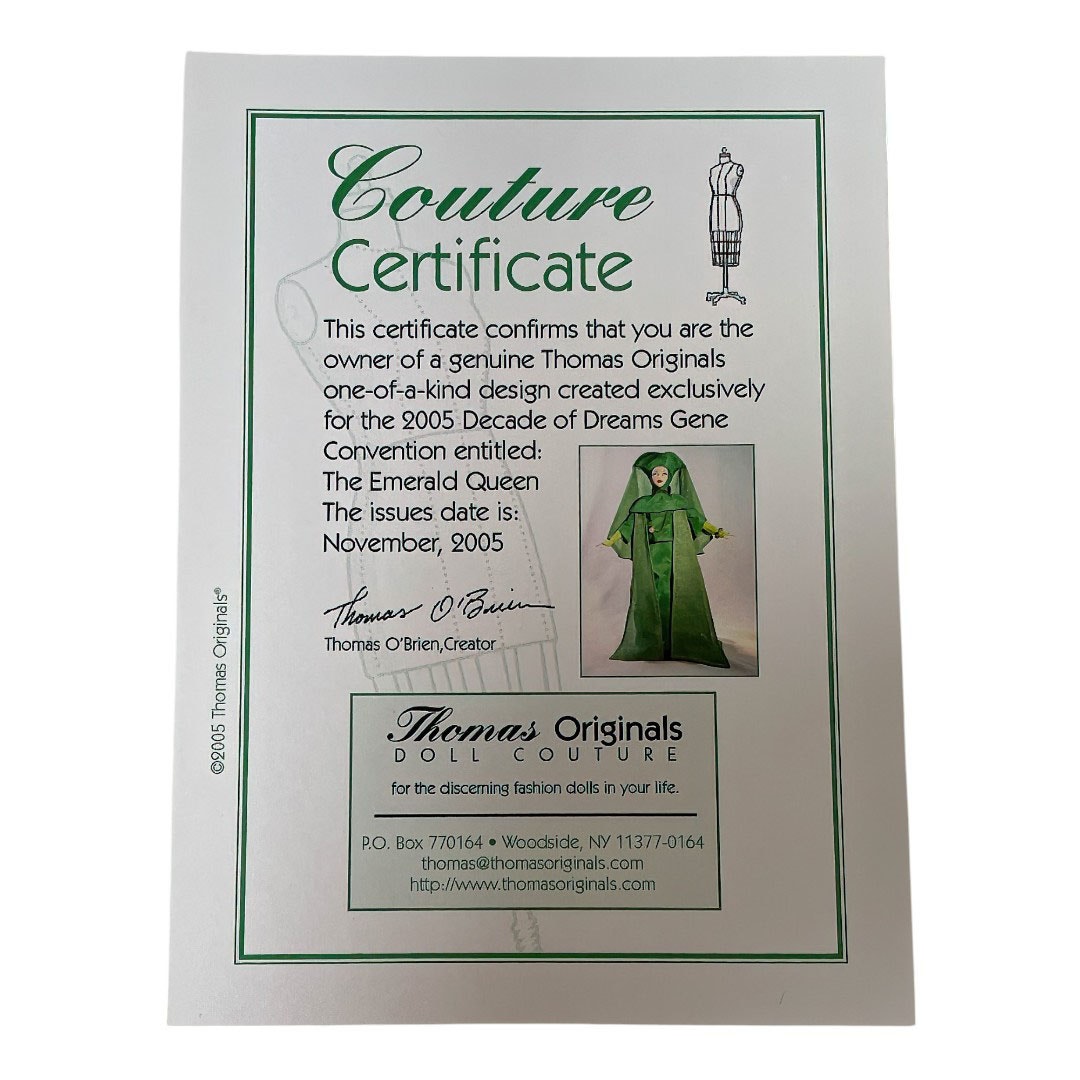 Couture
Certificate
This certificate confirms that you are the
owner of a genuine Thomas Originals
one-of-a-kind design created exclusively
for the 2005 Decade of Dreams Gene
Convention entitled:
The Emerald Queen
The issues date is:
November, 2005
Thomas O'Brien
Thomas O'Brien,Creator
©2005 Thomas Originals®
Thomas Originals
DOLL COUTURE
for the discerning fashion dolls in your life.
P.O. Box 770164 • Woodside, NY 11377-0164
thomas@thomasoriginals.com
http://www.thomasoriginals.com